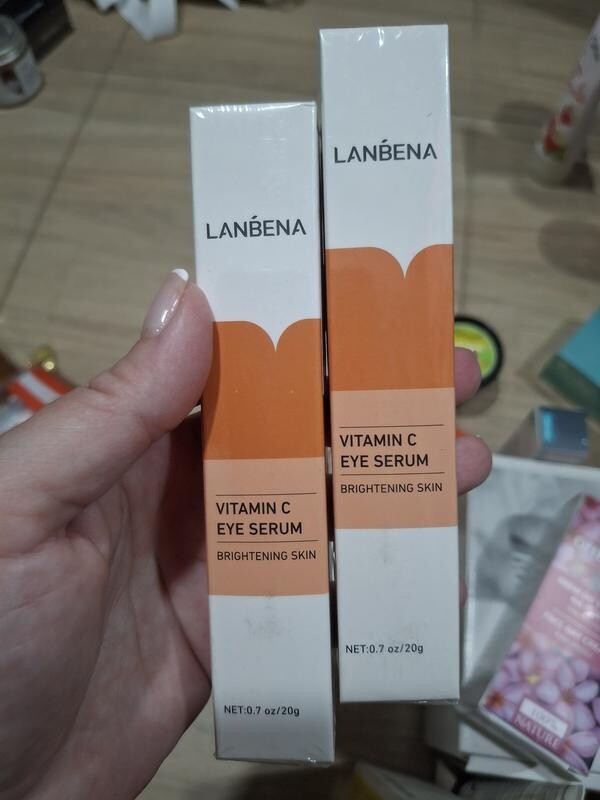 LANBENA
VITAMIN C
EYE SERUM
BRIGHTENING SKIN
NET:0.7 oz/20g
LANBENA
VITAMIN C
EYE SERUM
BRIGHTENING SKIN
NET:0.7 oz/20g
100%
NATURE